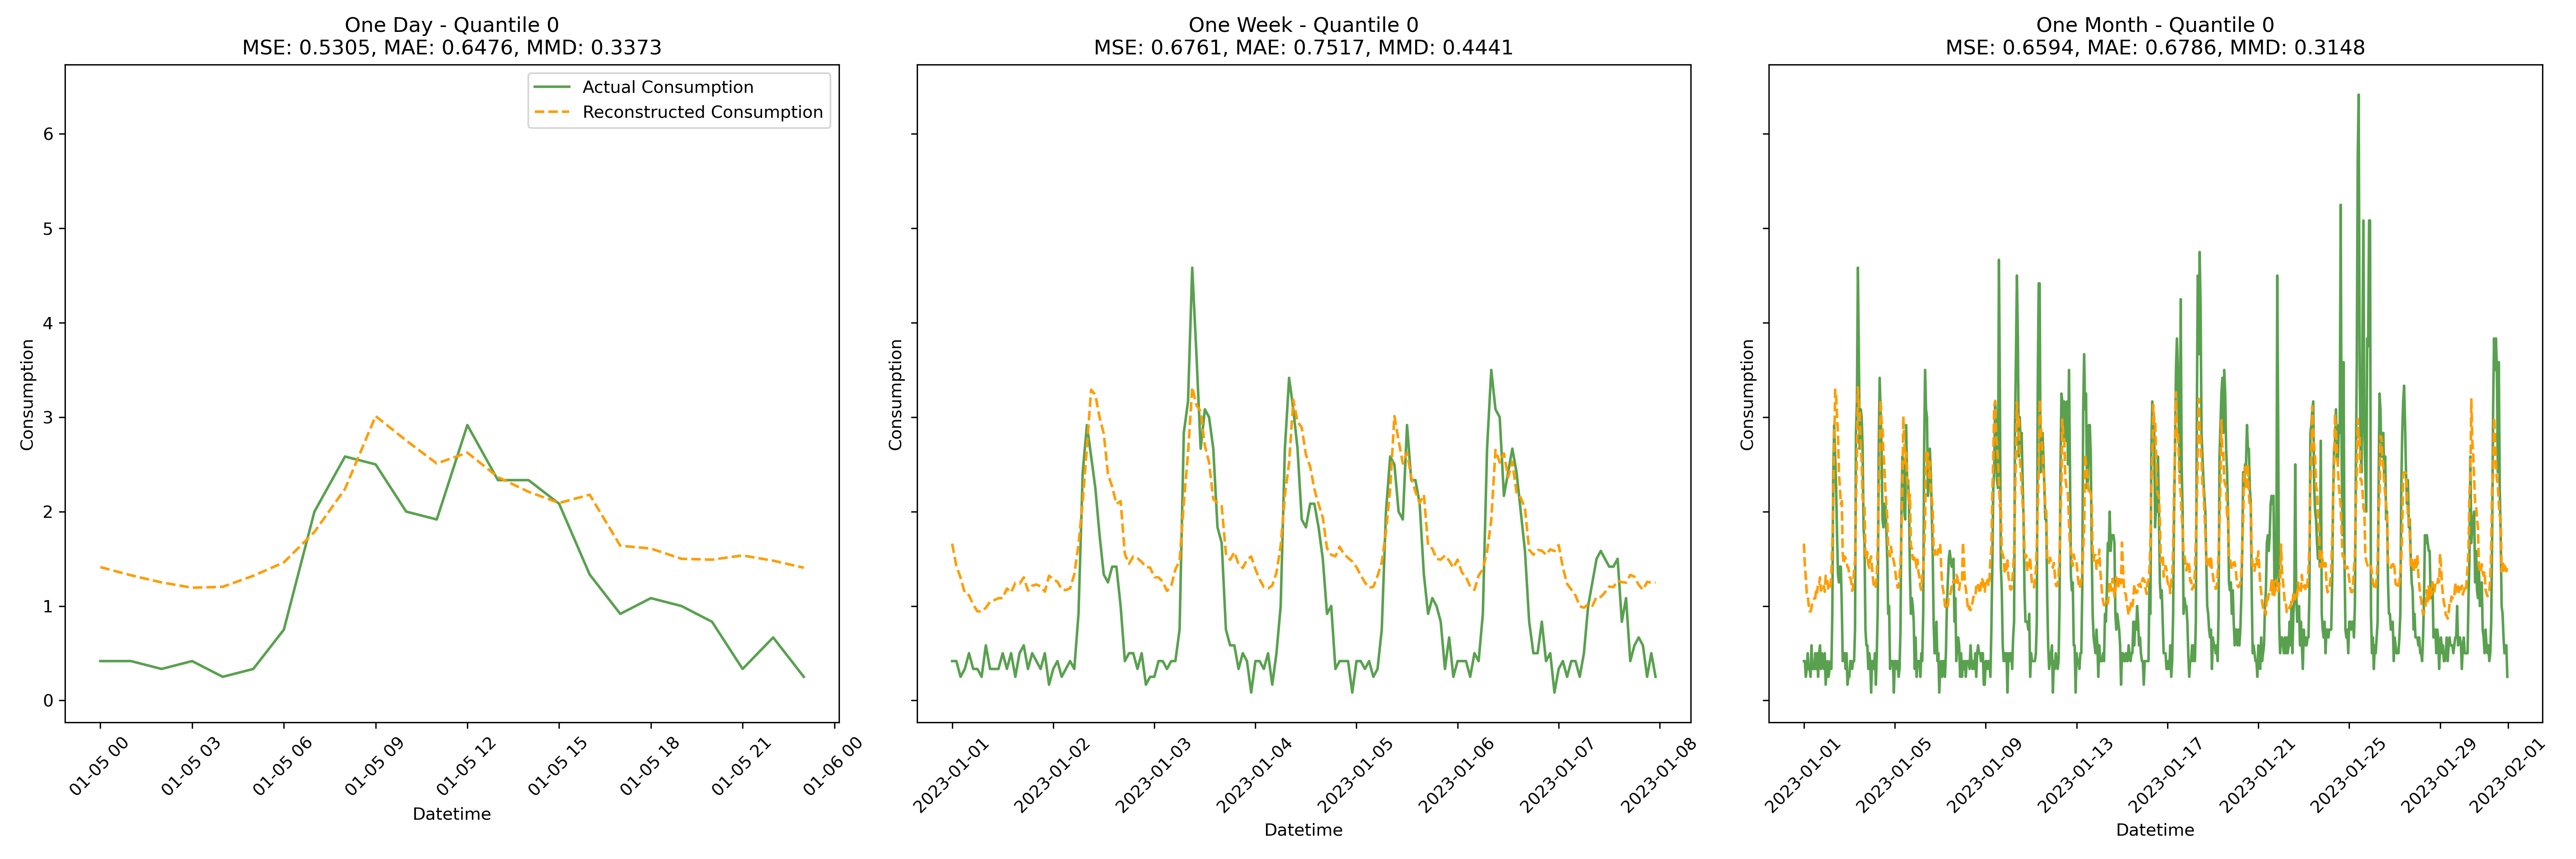 One Day - Quantile 0
MSE: 0.5305, MAE: 0.6476, MMD: 0.3373
Actual Consumption
Reconstructed Consumption
6
5
4
3
2
1
0
Consumption
01-05 00
01-05 03
01-05 06
01-05 09
01-05 12
01-05 15
01-05 18
01-05 21
01-06 00
Datetime
One Week - Quantile 0
MSE: 0.6761, MAE: 0.7517, MMD: 0.4441
Consumption
2023-01-01
2023-01-02
2023-01-03
2023-01-04
2023-01-05
2023-01-06
2023-01-07
2023-01-08
Datetime
One Month - Quantile 0
MSE: 0.6594, MAE: 0.6786, MMD: 0.3148
Consumption
2023-01-01
2023-01-05
2023-01-09
2023-01-13
2023-01-17
2023-01-21
2023-01-25
2023-01-29
2023-02-01
Datetime